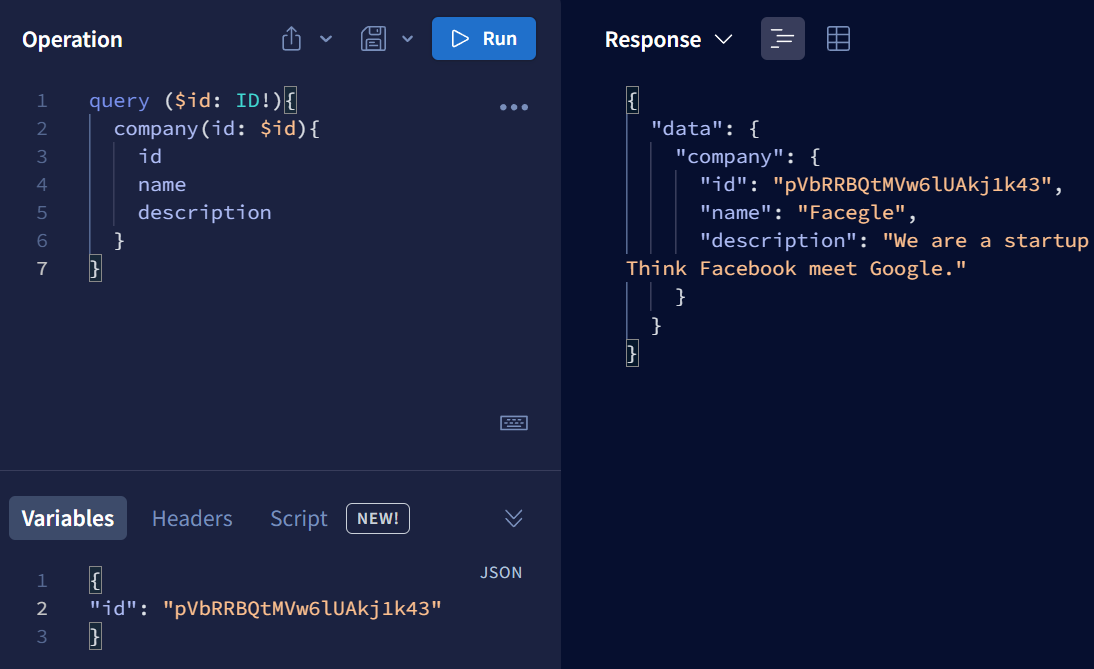 Operation
Run
1 query ($id: ID!){
2 company(id: $id){
3 id
4 name
5 description
6 }
7 }
Variables Headers Script NEW!
JSON
1 {
2 "id": "pVbRRBQtMVw6lUAkj1k43"
3 }
Response
{
"data": {
"company": {
"id": "pVbRRBQtMVw6lUAkj1k43",
"name": "Facegle",
"description": "We are a startup
Think Facebook meet Google."
}
}
}